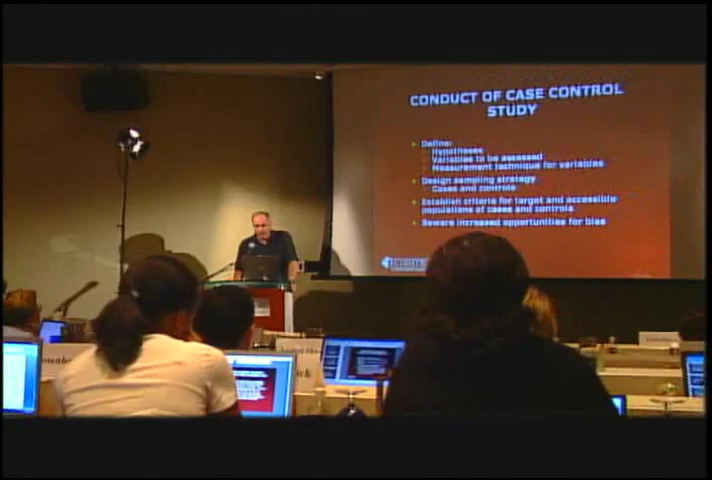 CONDUCT OF CASE CONTROL
STUDY
Define:
Hypotheses
Variables to be assessed
Measurement technique for variables
Design sampling strategy
Cases and controls
Establish criteria for target and accessible
populations of cases and controls
Beware increased opportunities for bias